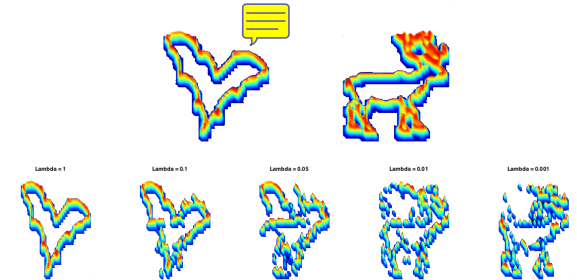 Lambda = 1
Lambda = 0.1
Lambda = 0.05
Lambda = 0.01
Lambda = 0.001